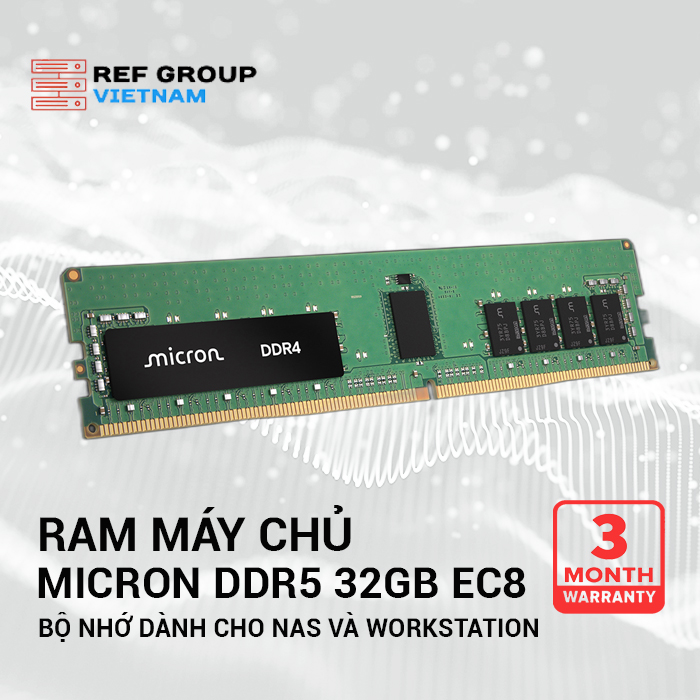 REF GROUP
VIETNAM
micron DDR4
RAM MÁY CHỦ
MICRON DDR5 32GB EC8
BỘ NHỚ DÀNH CHO NAS VÀ WORKSTATION
3
MONTH
WARRANTY